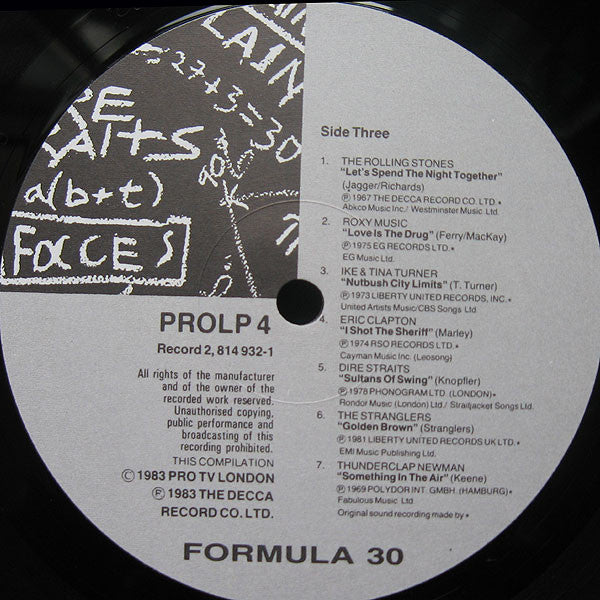 LAIN
27+3=30
a(b+t)
FORCES
Side Three
1. THE ROLLING STONES
"Let's Spend The Night Together"
(Jagger/Richards)
Ⓟ 1967 THE DECCA RECORD CO. LTD.*
Abkco Music Inc./ Westminster Music Ltd.
2. ROXY MUSIC
"Love Is The Drug" (Ferry/MacKay)
Ⓟ 1975 EG RECORDS LTD.*
EG Music Ltd.
3. IKE & TINA TURNER
"Nutbush City Limits" (T. Turner)
Ⓟ 1973 LIBERTY UNITED RECORDS, INC.*
United Artists Music/CBS Songs Ltd
4. ERIC CLAPTON
"I Shot The Sheriff" (Marley)
Ⓟ 1974 RSO RECORDS LTD.*
Cayman Music Inc. (Leosong)
5. DIRE STRAITS
"Sultans Of Swing" (Knopfler)
Ⓟ 1978 PHONOGRAM LTD. (LONDON)*
Rondor Music (London) Ltd./ Straitjacket Songs Ltd.
6. THE STRANGLERS
"Golden Brown" (Stranglers)
Ⓟ 1981 LIBERTY UNITED RECORDS UK LTD.*
EMI Music Publishing Ltd.
7. THUNDERCLAP NEWMAN
"Something In The Air" (Keene)
Ⓟ 1969 POLYDOR INT. GMBH. (HAMBURG)*
Fabulous Music Ltd
Original sound recording made by*
PROLP 4
Record 2, 814 932-1
All rights of the manufacturer
and of the owner of the
recorded work reserved.
Unauthorised copying,
public performance and
broadcasting of this
recording prohibited.
THIS COMPILATION
© 1983 PRO TV LONDON
Ⓟ 1983 THE DECCA
RECORD CO. LTD.
FORMULA 30